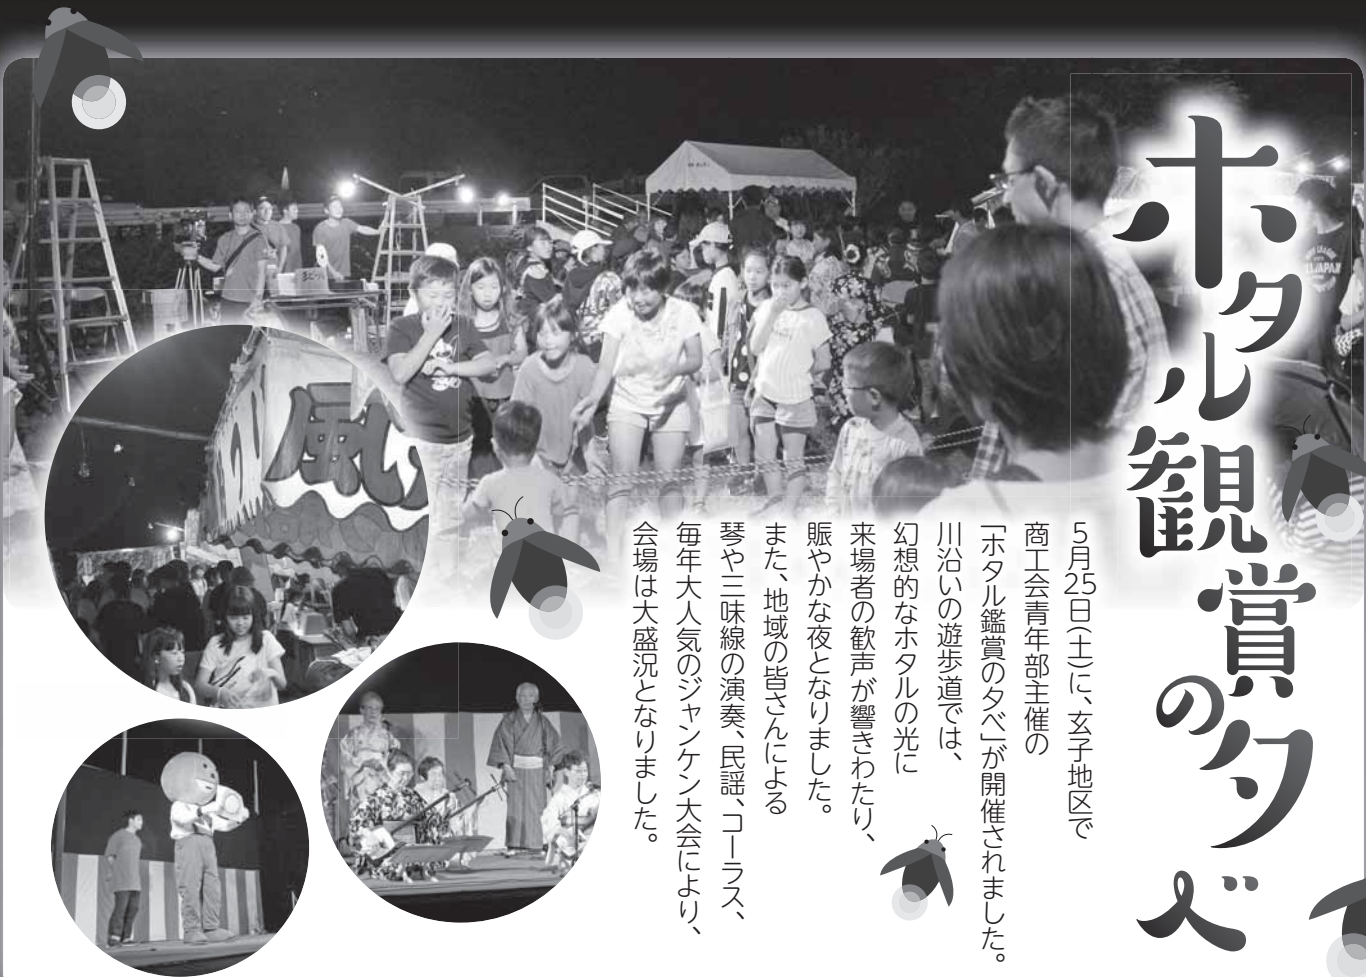 ホタル観賞の夕べ
5月25日(土)に、玄子地区で
商工会青年部主催の
「ホタル鑑賞の夕べ」が開催されました。
川沿いの遊歩道では、
幻想的なホタルの光に
来場者の歓声が響きわたり、
賑やかな夜となりました。
また、地域の皆さんによる
琴や三味線の演奏、民謡、コーラス、
毎年大人気のジャンケン大会により、
会場は大盛況となりました。
風
JAPAN